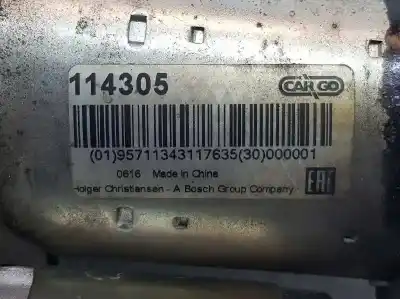 114305
CARGO
(01)95711343117635(30)000001
0616 Made in China
Holger Christiansen - A Bosch Group Company
EAC